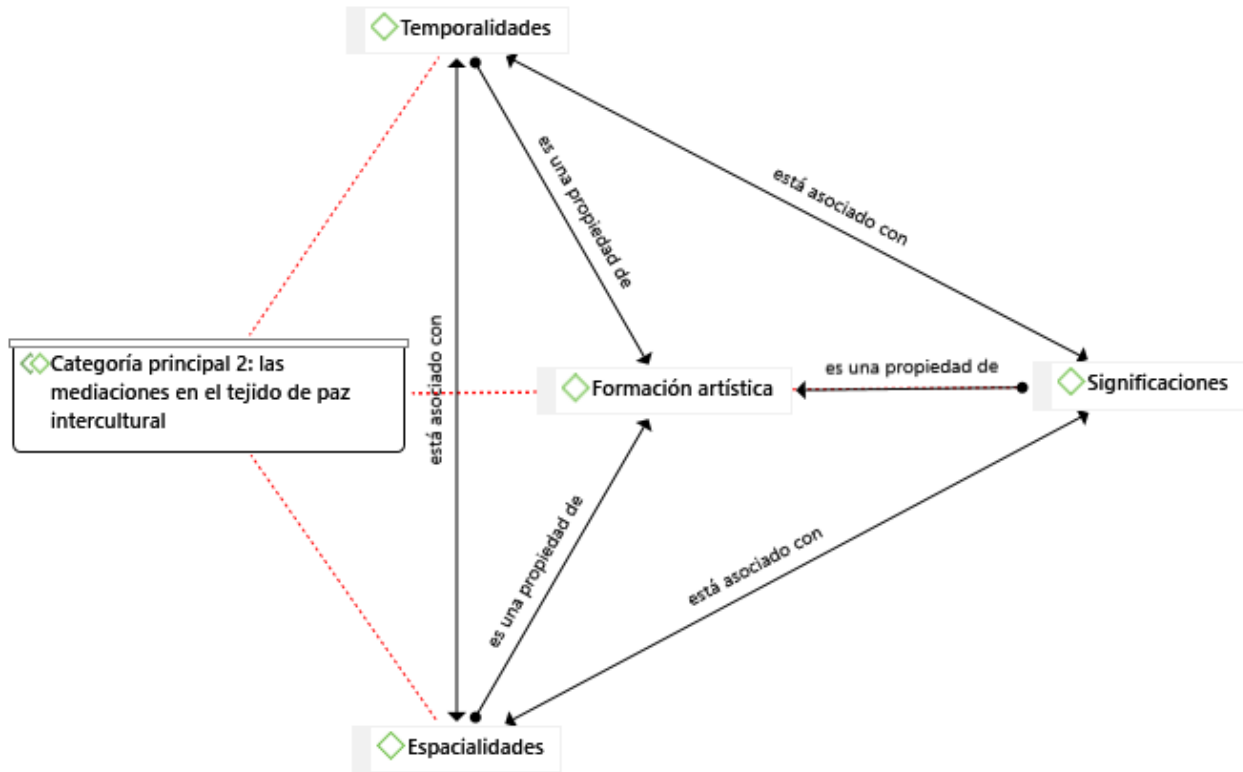 Temporalidades
es una propiedad de
está asociado con
Categoría principal 2: las
mediaciones en el tejido de paz
intercultural
está asociado con
Formación artística
es una propiedad de
Significaciones
es una propiedad de
está asociado con
Espacialidades